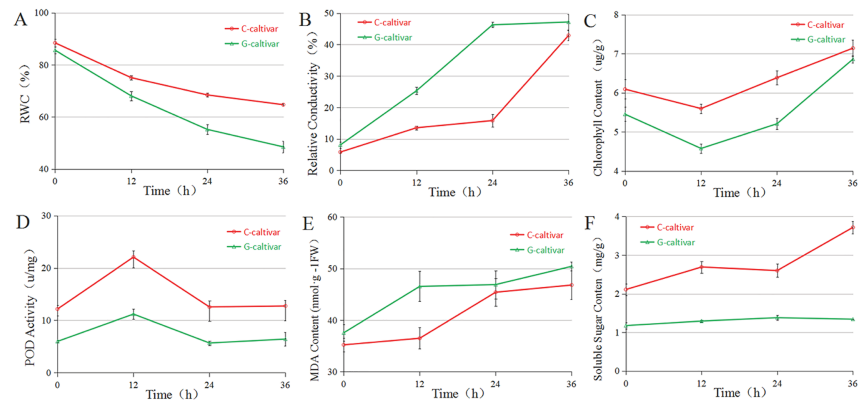 A
C-caltivar
G-caltivar
RWC（%）
100
80
60
40
0
12
24
36
Time（h）
B
C-caltivar
G-caltivar
Relative Conductivity（%）
50
40
30
20
10
0
0
12
24
36
Time（h）
C
C-caltivar
G-caltivar
Chlorophyll Content（ug/g）
8
7
6
5
4
0
12
24
36
Time（h）
D
C-caltivar
G-caltivar
POD Activity（u/mg）
30
20
10
0
0
12
24
36
Time（h）
E
C-caltivar
G-caltivar
MDA Content (nmol·g -1FW)
60
50
40
30
0
12
24
36
Time（h）
F
C-caltivar
G-caltivar
Soluble Sugar Conten（mg/g）
4
3
2
1
0
0
12
24
36
Time（h）